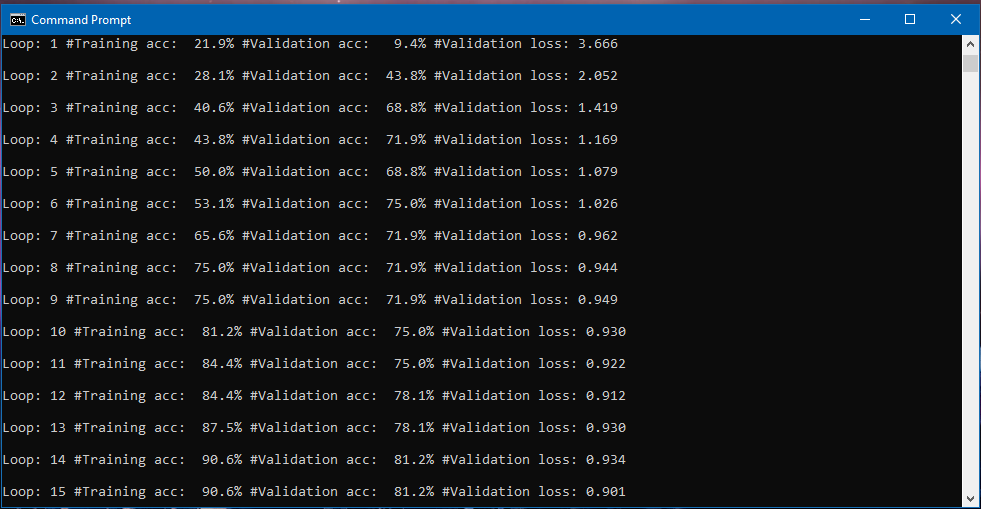 Command Prompt
Loop: 1 #Training acc:  21.9% #Validation acc:   9.4% #Validation loss: 3.666
Loop: 2 #Training acc:  28.1% #Validation acc:  43.8% #Validation loss: 2.052
Loop: 3 #Training acc:  40.6% #Validation acc:  68.8% #Validation loss: 1.419
Loop: 4 #Training acc:  43.8% #Validation acc:  71.9% #Validation loss: 1.169
Loop: 5 #Training acc:  50.0% #Validation acc:  68.8% #Validation loss: 1.079
Loop: 6 #Training acc:  53.1% #Validation acc:  75.0% #Validation loss: 1.026
Loop: 7 #Training acc:  65.6% #Validation acc:  71.9% #Validation loss: 0.962
Loop: 8 #Training acc:  75.0% #Validation acc:  71.9% #Validation loss: 0.944
Loop: 9 #Training acc:  75.0% #Validation acc:  71.9% #Validation loss: 0.949
Loop: 10 #Training acc:  81.2% #Validation acc:  75.0% #Validation loss: 0.930
Loop: 11 #Training acc:  84.4% #Validation acc:  75.0% #Validation loss: 0.922
Loop: 12 #Training acc:  84.4% #Validation acc:  78.1% #Validation loss: 0.912
Loop: 13 #Training acc:  87.5% #Validation acc:  78.1% #Validation loss: 0.930
Loop: 14 #Training acc:  90.6% #Validation acc:  81.2% #Validation loss: 0.934
Loop: 15 #Training acc:  90.6% #Validation acc:  81.2% #Validation loss: 0.901